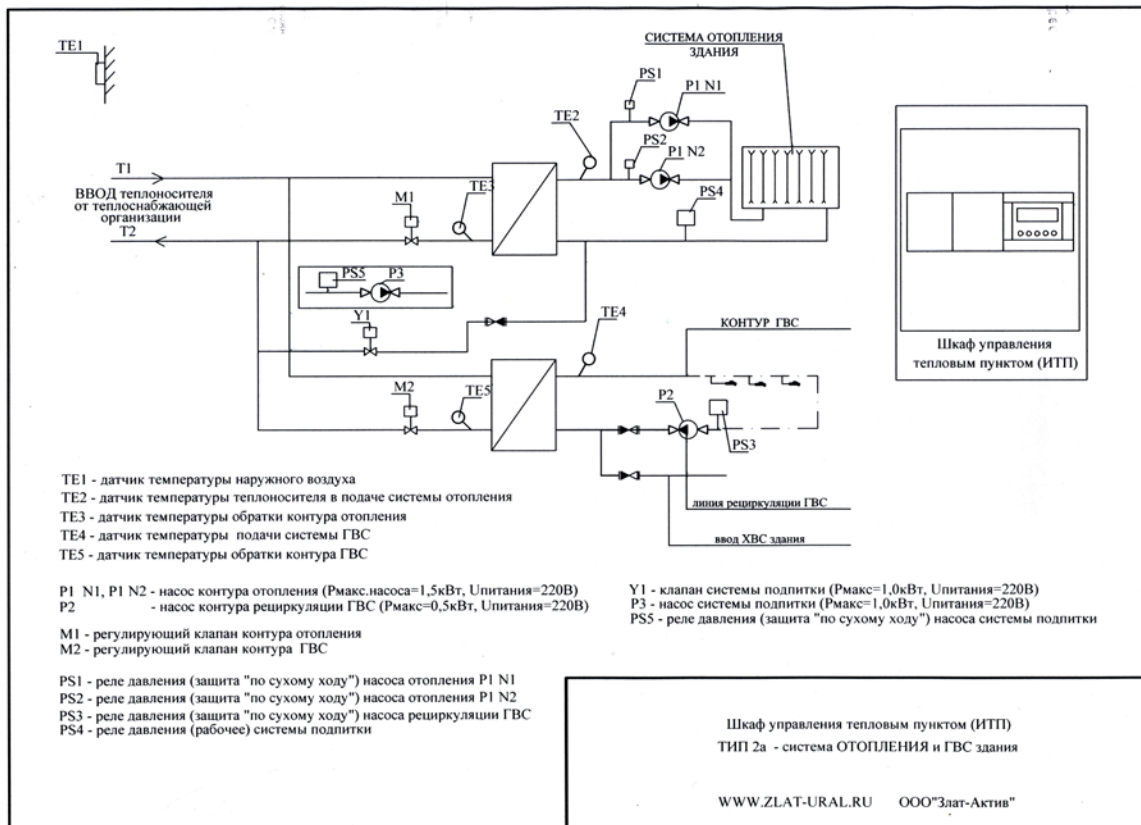 TE1
СИСТЕМА ОТОПЛЕНИЯ
ЗДАНИЯ
PS1
P1 N1
TE2
PS2
P1 N2
T1
ВВОД теплоносителя
от теплоснабжающей
организации
T2
M1
TE3
PS4
PS5
P3
Y1
TE4
КОНТУР ГВС
M2
TE5
P2
PS3
линия рециркуляции ГВС
ввод ХВС здания
Шкаф управления
тепловым пунктом (ИТП)
TE1 - датчик температуры наружного воздуха
TE2 - датчик температуры теплоносителя в подаче системы отопления
TE3 - датчик температуры обратки контура отопления
TE4 - датчик температуры подачи системы ГВС
TE5 - датчик температуры обратки контура ГВС
P1 N1, P1 N2 - насос контура отопления (Рмакс.насоса=1,5кВт, Uпитания=220В)
P2 - насос контура рециркуляции ГВС (Рмакс=0,5кВт, Uпитания=220В)
M1 - регулирующий клапан контура отопления
M2 - регулирующий клапан контура ГВС
PS1 - реле давления (защита "по сухому ходу") насоса отопления P1 N1
PS2 - реле давления (защита "по сухому ходу") насоса отопления P1 N2
PS3 - реле давления (защита "по сухому ходу") насоса рециркуляции ГВС
PS4 - реле давления (рабочее) системы подпитки
Y1 - клапан системы подпитки (Рмакс=1,0кВт, Uпитания=220В)
P3 - насос системы подпитки (Рмакс=1,0кВт, Uпитания=220В)
PS5 - реле давления (защита "по сухому ходу") насоса системы подпитки
Шкаф управления тепловым пунктом (ИТП)
ТИП 2а - система ОТОПЛЕНИЯ и ГВС здания
WWW.ZLAT-URAL.RU ООО"Злат-Актив"